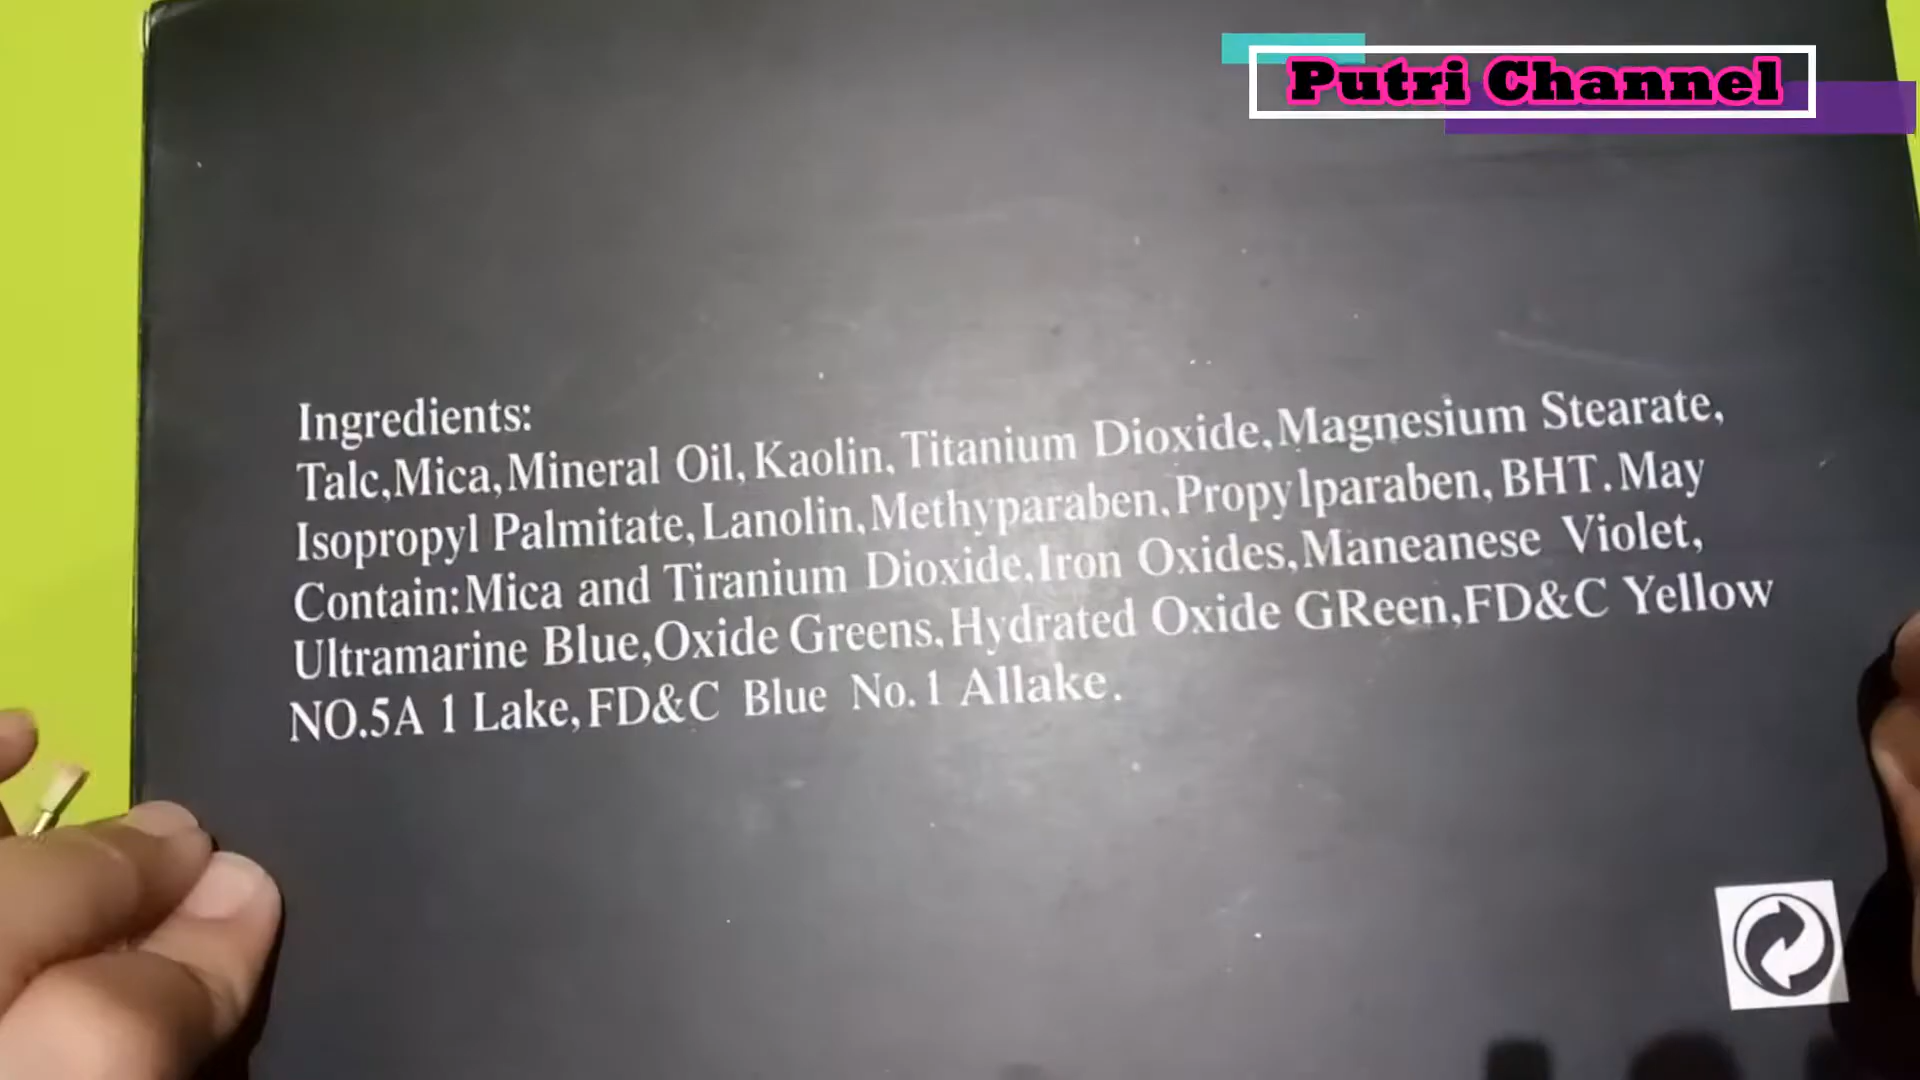 Putri Channel
Ingredients:
Talc,Mica,Mineral Oil,Kaolin,Titanium Dioxide,Magnesium Stearate,
Isopropyl Palmitate,Lanolin,Methyparaben,Propy lparaben,BHT.May
Contain:Mica and Tiranium Dioxide,Iron Oxides,Maneanese Violet,
Ultramarine Blue,Oxide Greens,Hydrated Oxide GReen,FD&C Yellow
NO.5A 1 Lake,FD&C Blue No.1 Allake.